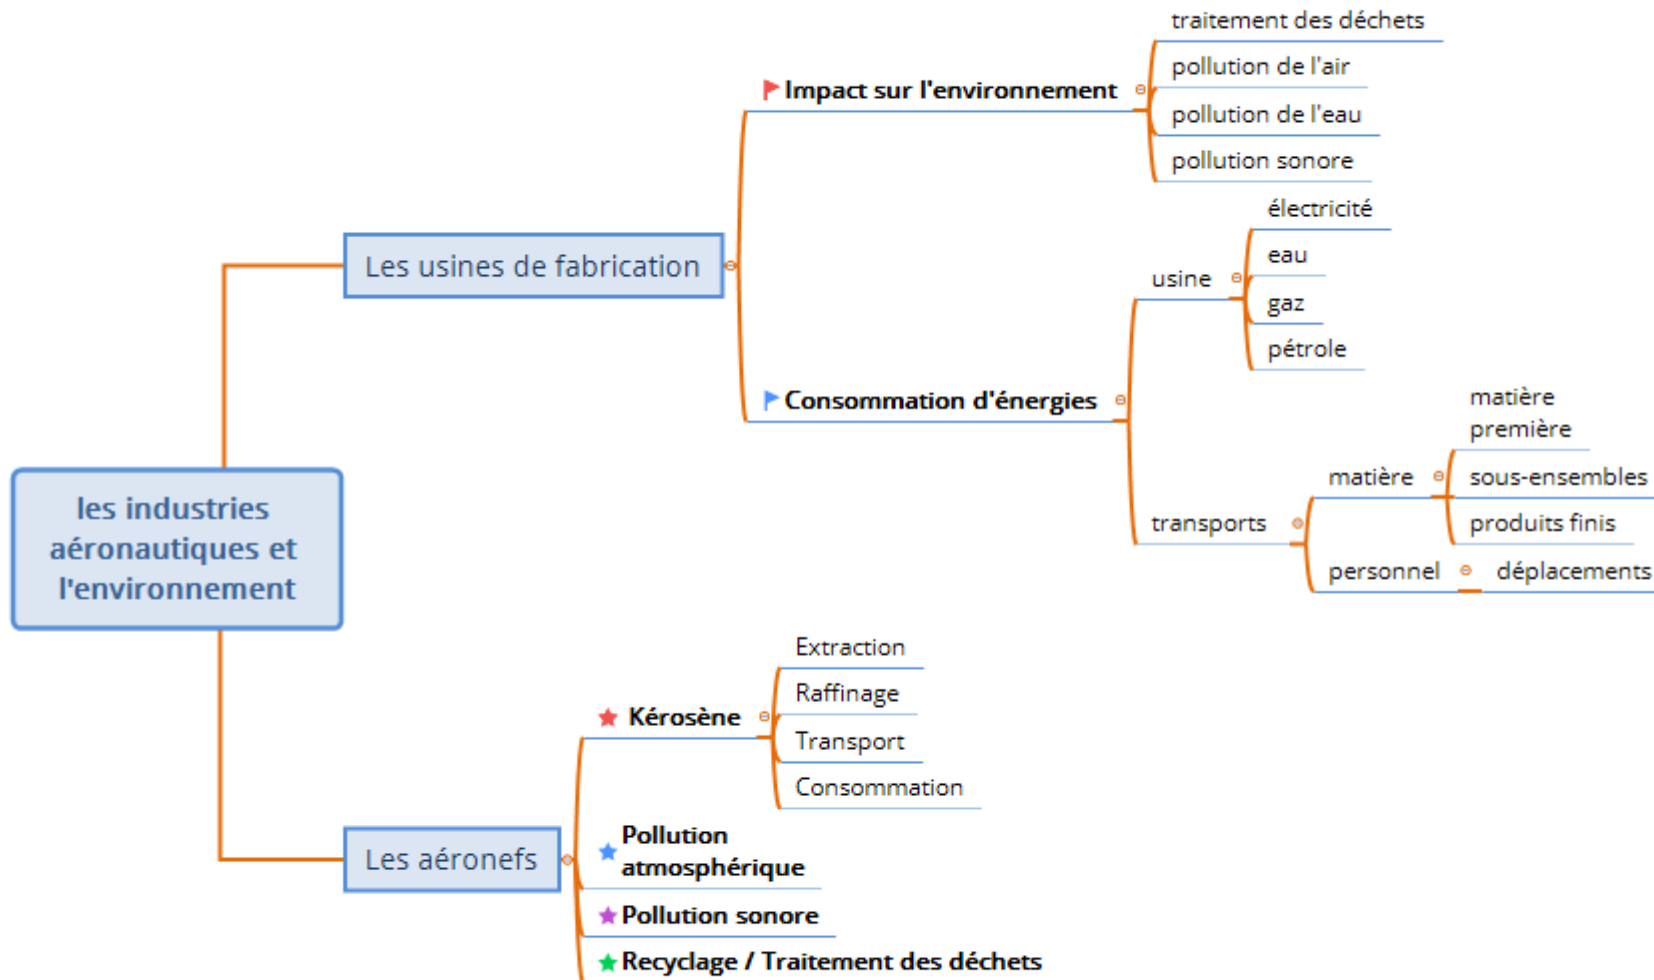 les industries
aéronautiques et
l'environnement
Les usines de fabrication
Impact sur l'environnement
traitement des déchets
pollution de l'air
pollution de l'eau
pollution sonore
Consommation d'énergies
usine
électricité
eau
gaz
pétrole
transports
matière
matière
première
sous-ensembles
produits finis
personnel
déplacements
Les aéronefs
Kérosène
Extraction
Raffinage
Transport
Consommation
Pollution
atmosphérique
Pollution sonore
Recyclage / Traitement des déchets